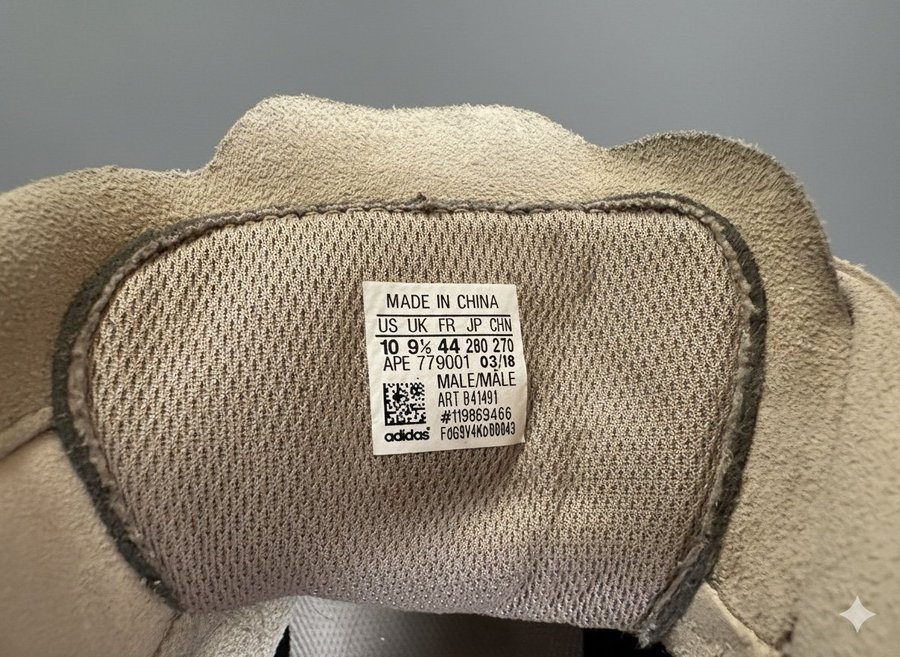 MADE IN CHINA
US UK FR JP CHN
10 9½ 44 280 270
APE 779001 03/18
MALE/MÂLE
ART B41491
#119869466
adidas